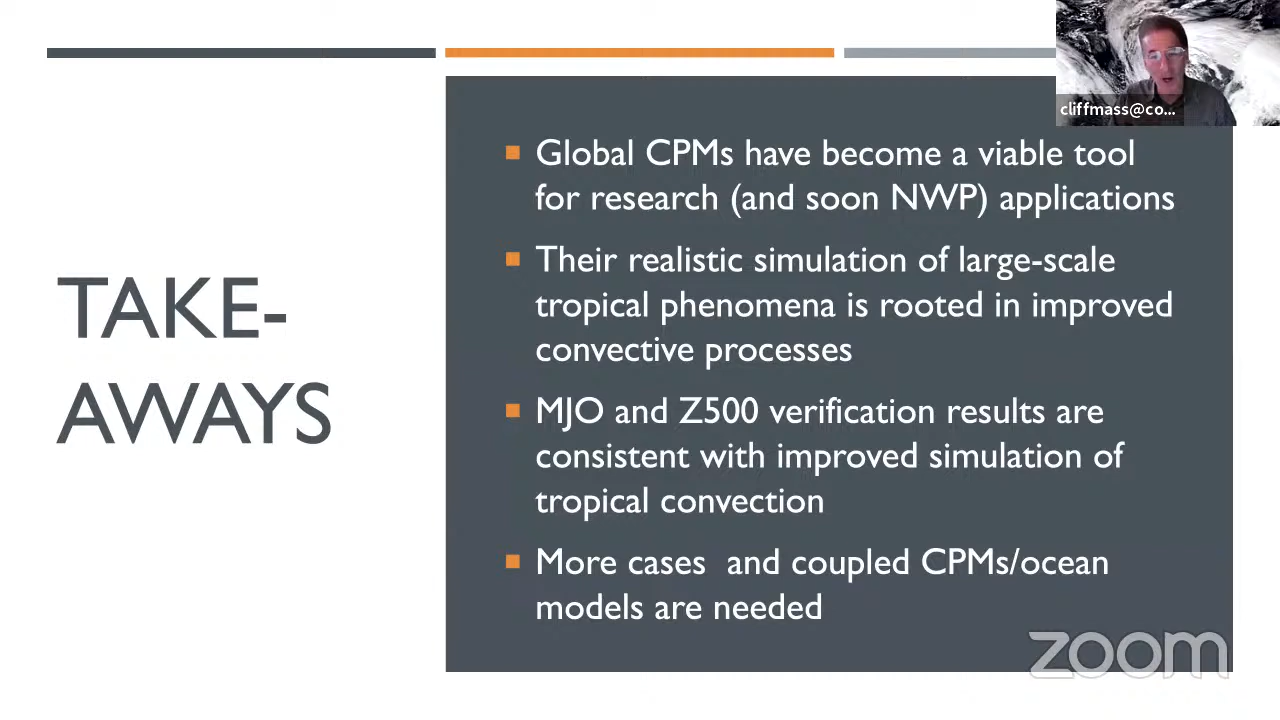 cliffmass@co...
TAKE-
AWAYS
Global CPMs have become a viable tool
for research (and soon NWP) applications
Their realistic simulation of large-scale
tropical phenomena is rooted in improved
convective processes
MJO and Z500 verification results are
consistent with improved simulation of
tropical convection
More cases  and coupled CPMs/ocean
models are needed
zoom